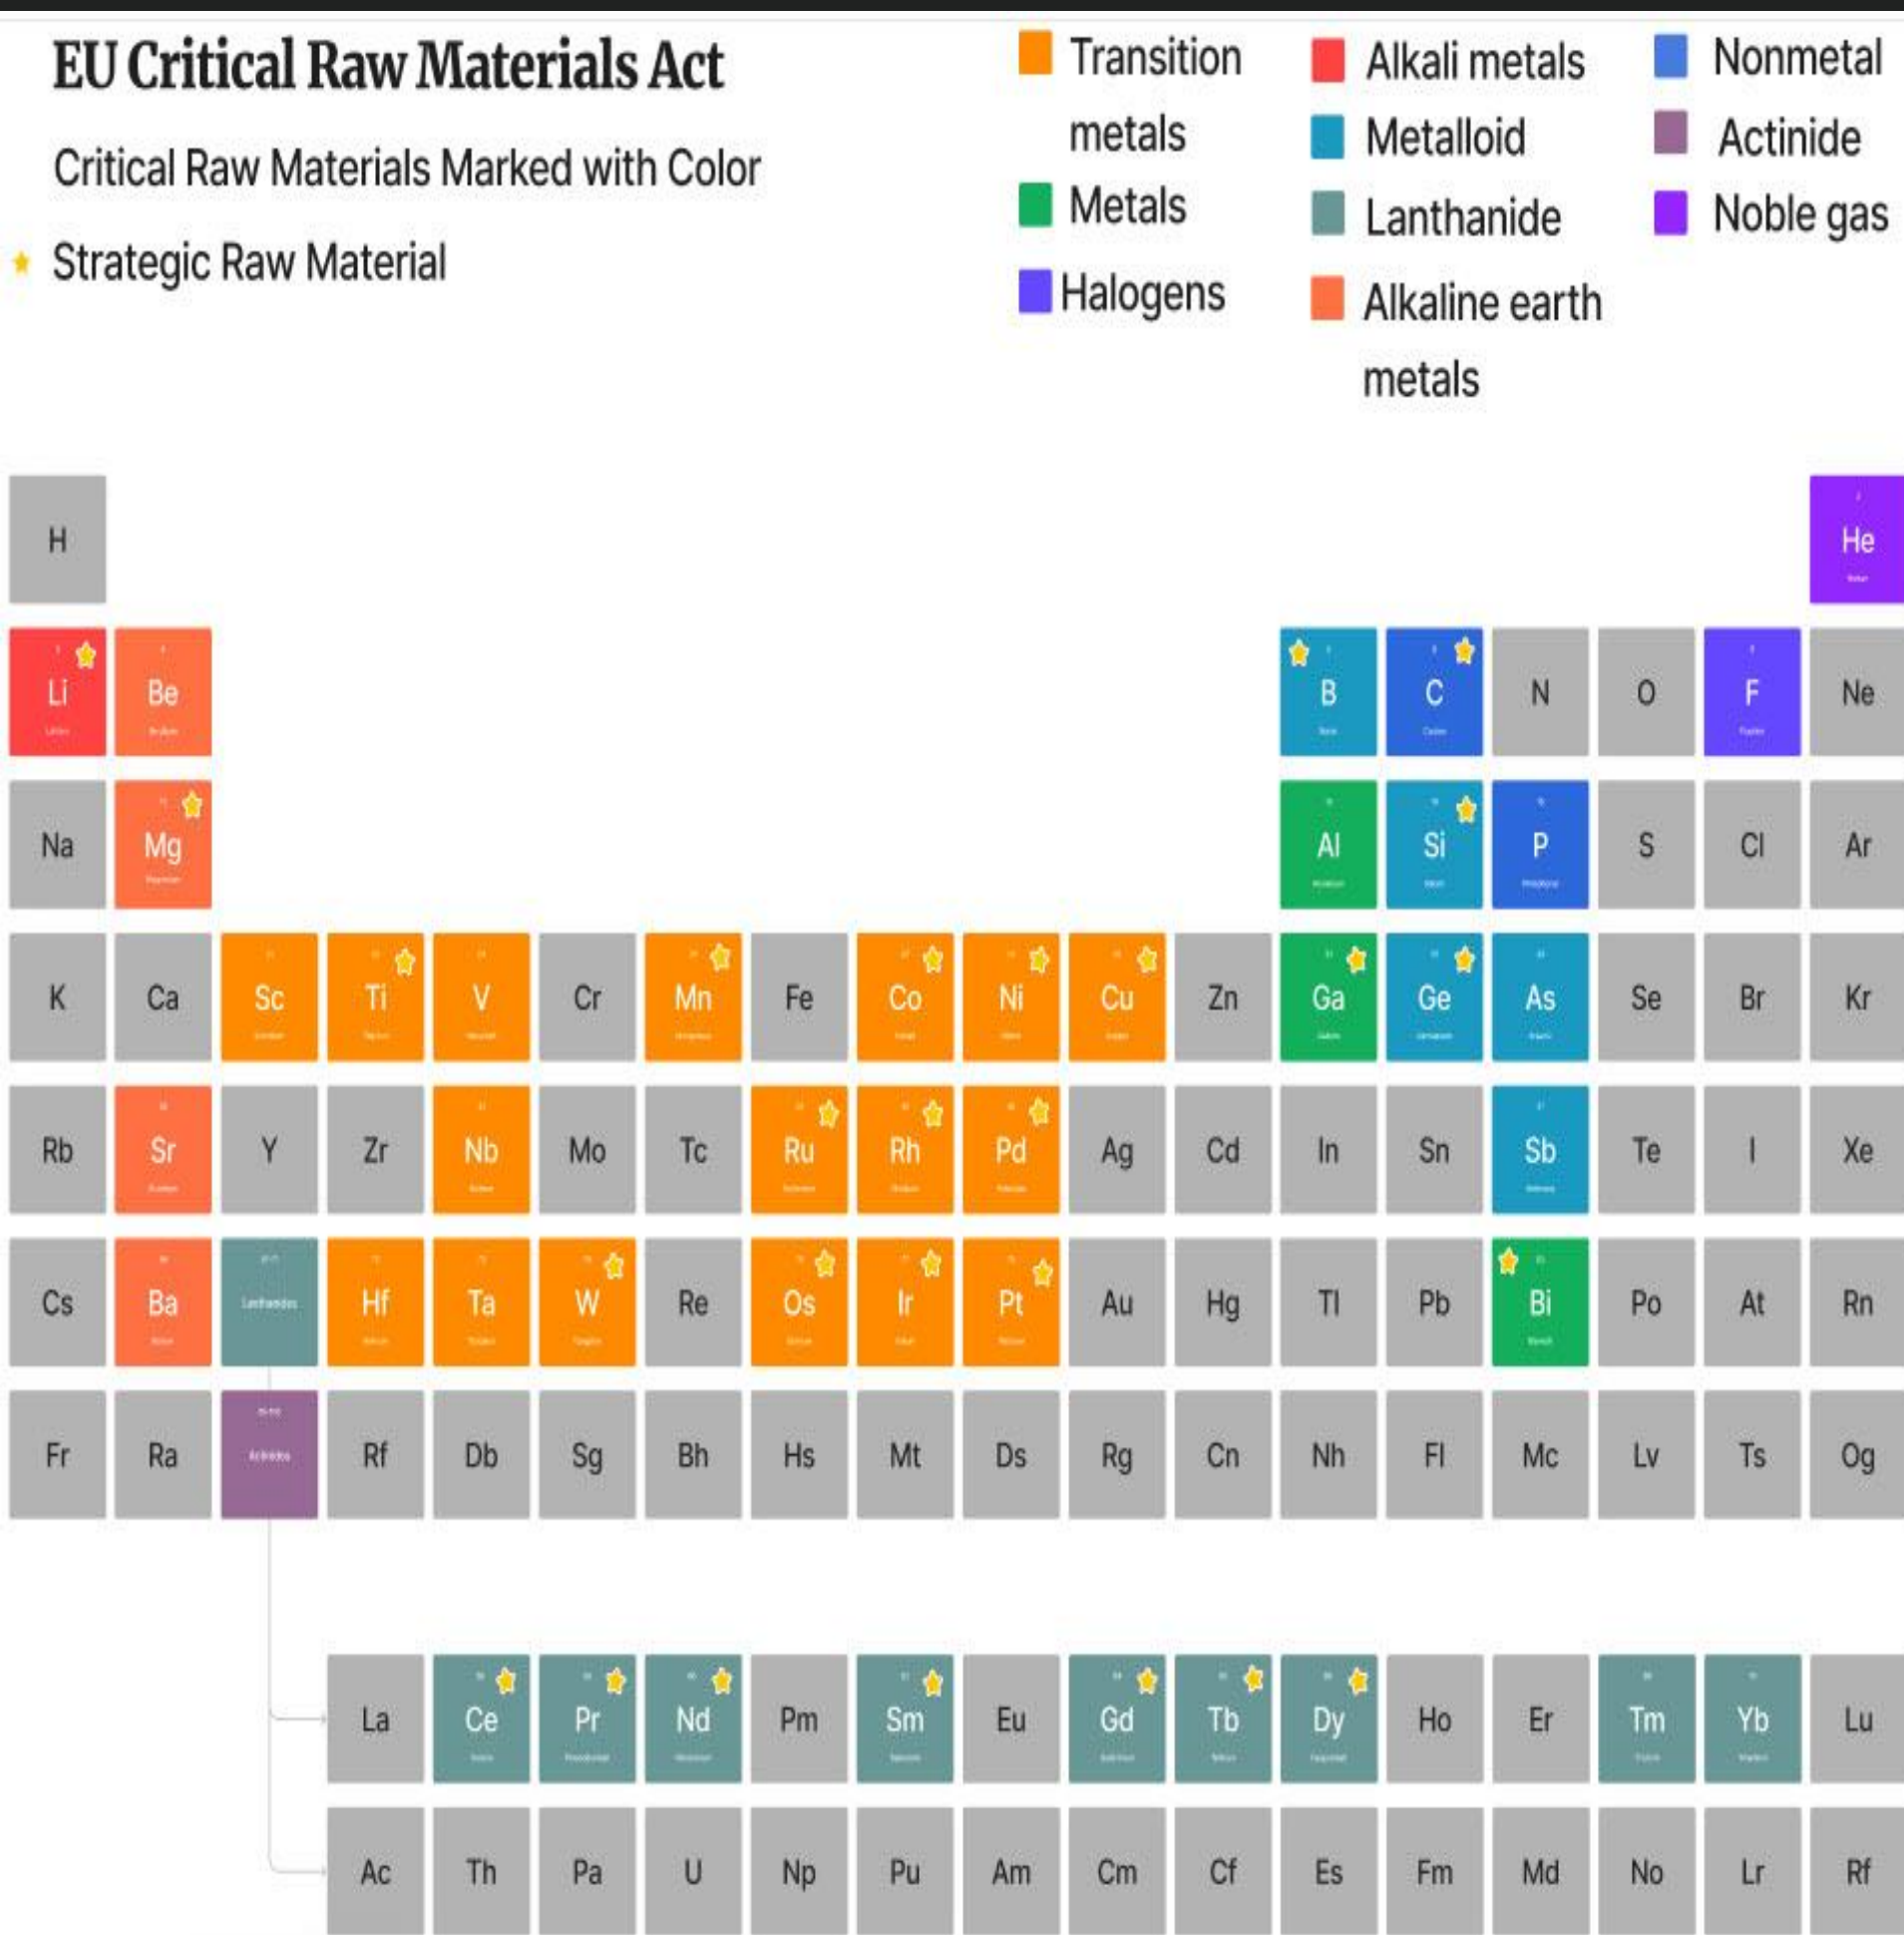 EU Critical Raw Materials Act
Critical Raw Materials Marked with Color
Strategic Raw Material
Transition
metals
Metals
Halogens
Alkali metals
Metalloid
Lanthanide
Alkaline earth
metals
Nonmetal
Actinide
Noble gas
H He
Li Be B C N O F Ne
Na Mg Al Si P S Cl Ar
K Ca Sc Ti V Cr Mn Fe Co Ni Cu Zn Ga Ge As Se Br Kr
Rb Sr Y Zr Nb Mo Tc Ru Rh Pd Ag Cd In Sn Sb Te I Xe
Cs Ba Lanthanides Hf Ta W Re Os Ir Pt Au Hg Tl Pb Bi Po At Rn
Fr Ra Actinides Rf Db Sg Bh Hs Mt Ds Rg Cn Nh Fl Mc Lv Ts Og
La Ce Pr Nd Pm Sm Eu Gd Tb Dy Ho Er Tm Yb Lu
Ac Th Pa U Np Pu Am Cm Cf Es Fm Md No Lr Rf